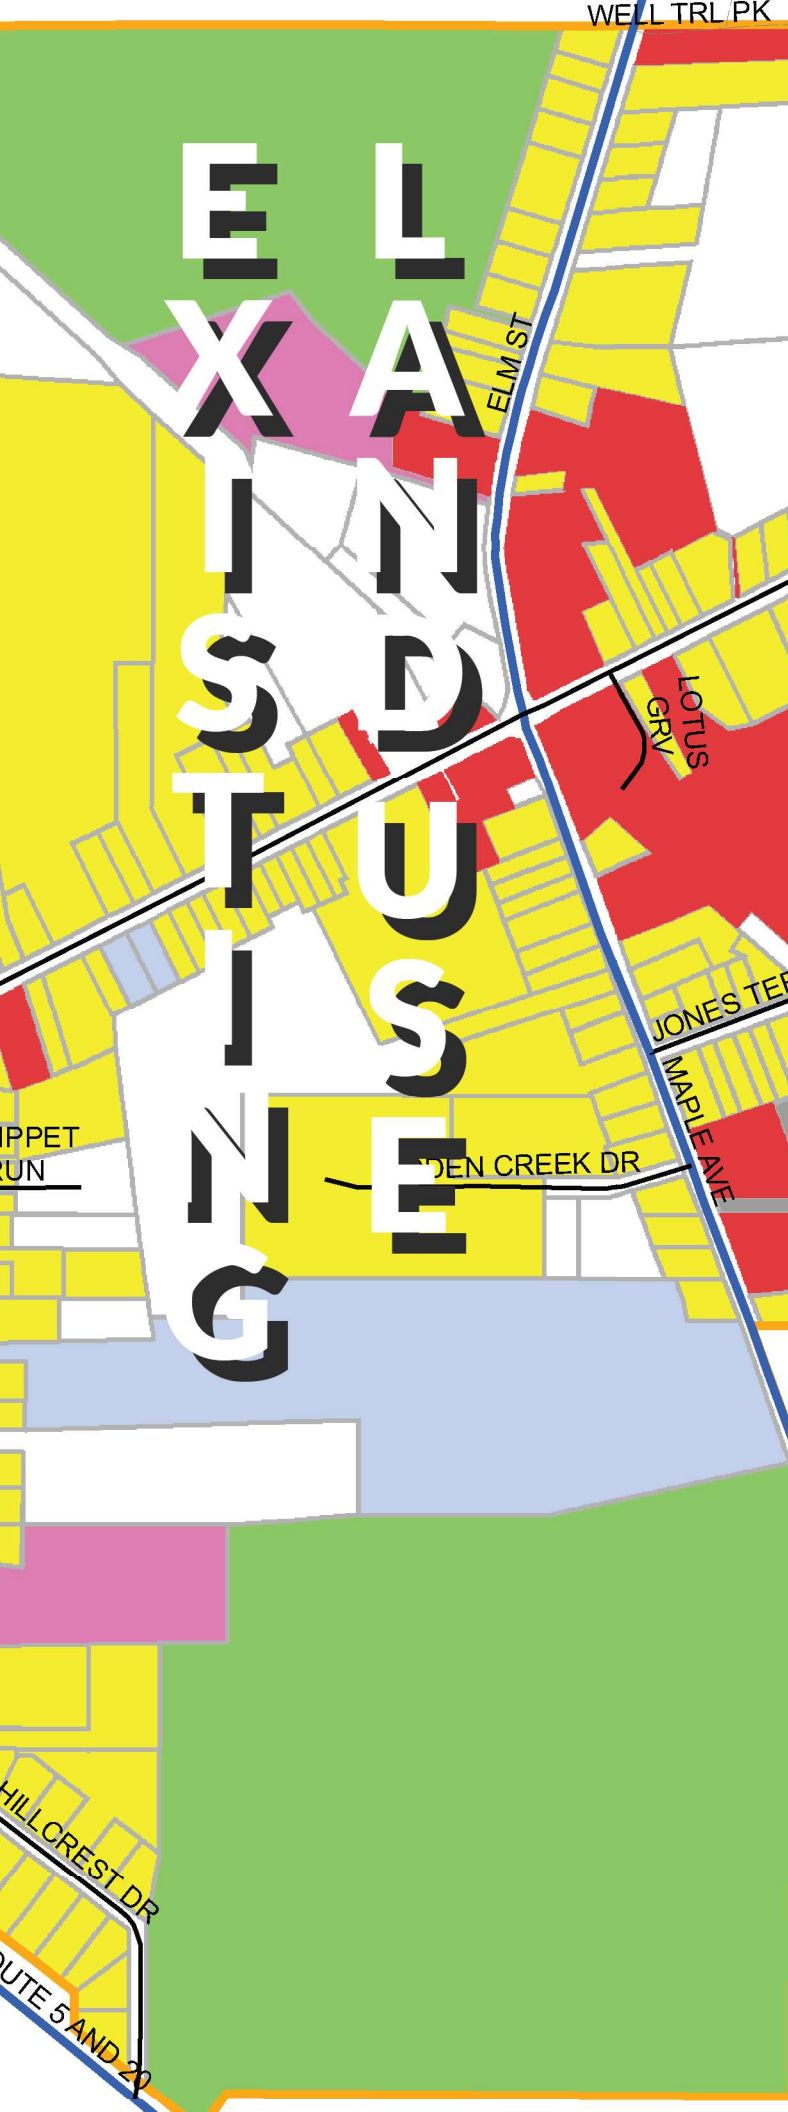 WELL TRL PK
EXISTING
LAND USE
ELM ST
LOTUS
GRV
JONES TER
MAPLE AVE
IPPET
RUN
DEN CREEK DR
HILLCREST DR
OUTE 5 AND 20